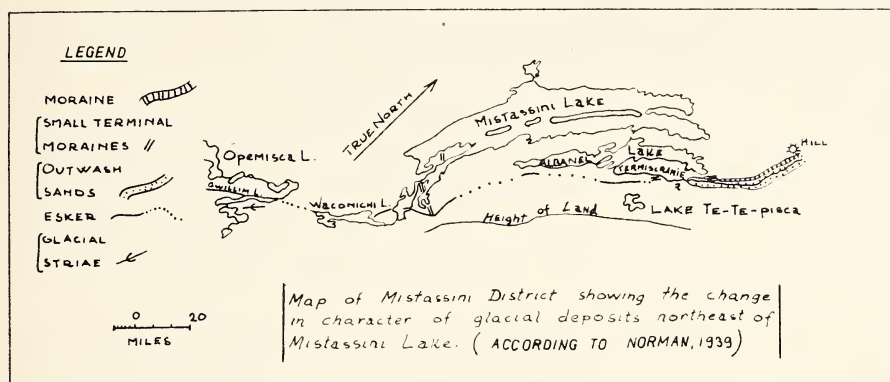 LEGEND
MORAINE
SMALL TERMINAL
MORAINES
OUTWASH
SANDS
ESKER
GLACIAL
STRIAE
0 20
MILES
TRUE NORTH
MISTASSINI LAKE
OPEMISCA L.
GWILLIM L.
WACONICHI L.
ALBANEL
LAKE
TEMISCAMIE
HILL
?
LAKE TE-TE-PISCA
Height of Land
Map of Mistassini District showing the change
in character of glacial deposits northeast of
Mistassini Lake. (ACCORDING TO NORMAN, 1939)